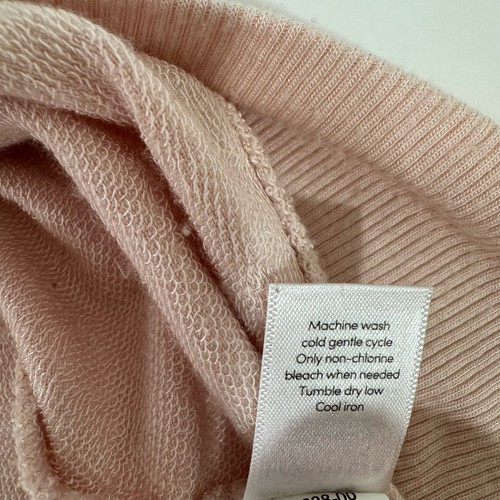 Machine wash
cold gentle cycle
Only non-chlorine
bleach when needed
Tumble dry low
Cool iron